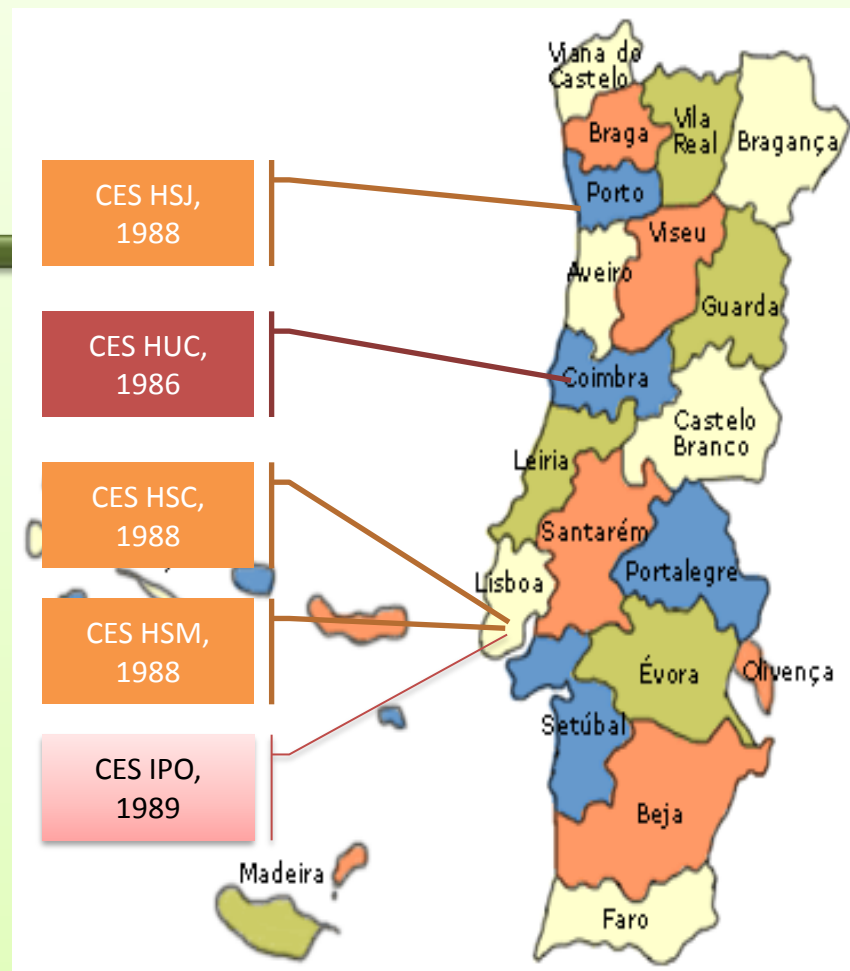 CES HSJ,
1988
CES HUC,
1986
CES HSC,
1988
CES HSM,
1988
CES IPO,
1989
Viana do
Castelo
Braga
Vila
Real
Bragança
Porto
Viseu
Aveiro
Guarda
Coimbra
Castelo
Branco
Leiria
Santarém
Lisboa
Portalegre
Évora
Olivença
Setúbal
Beja
Madeira
Faro